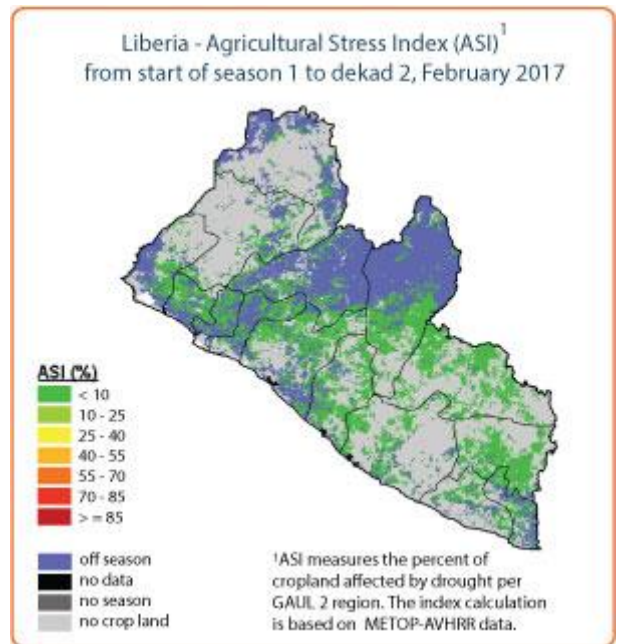 Liberia - Agricultural Stress Index (ASI)¹
from start of season 1 to dekad 2, February 2017
ASI (%)
< 10
10 - 25
25 - 40
40 - 55
55 - 70
70 - 85
> = 85
off season
no data
no season
no crop land
¹ASI measures the percent of
cropland affected by drought per
GAUL 2 region. The index calculation
is based on METOP-AVHRR data.